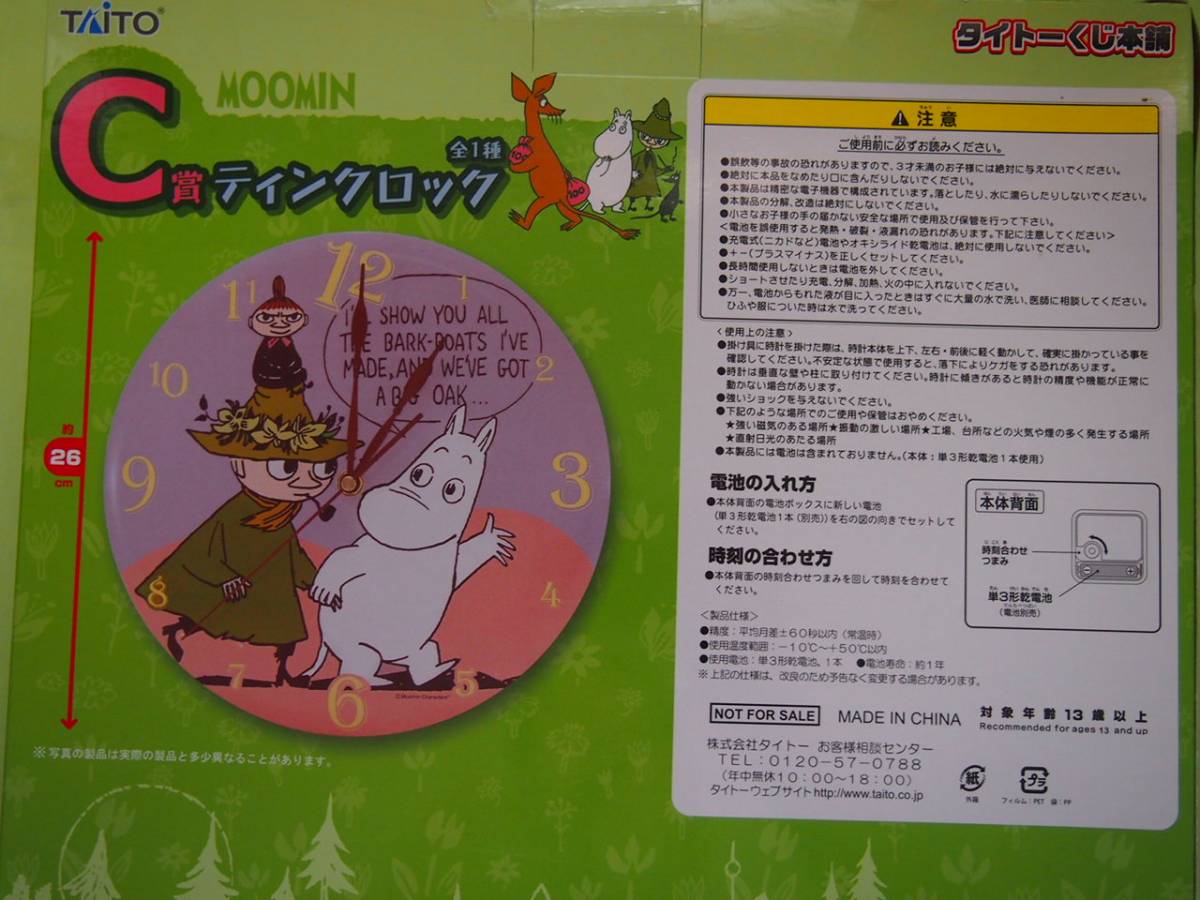 TAITO
タイトーくじ本舗
MOOMIN
C賞 ティンクロック
全1種
100
100
約
26
cm
12
1
2
3
4
5
6
7
8
9
10
11
I'LL SHOW YOU ALL
THE BARK-BOATS I'VE
MADE, AND WE'VE GOT
A BIG OAK...
©Moomin Characters
※写真の製品は実際の製品と多少異なることがあります。
注意
ご使用前に必ずお読みください。
●誤飲等の事故の恐れがありますので、3才未満のお子様には絶対に与えないでください。
●絶対に本品をなめたり口に含んだりしないでください。
●本製品は精密な電子機器で構成されています。落としたり、水に濡らしたりしないでください。
●本製品の分解、改造は絶対にしないでください。
●小さなお子様の手の届かない安全な場所で使用及び保管を行って下さい。
<電池を誤使用すると発熱・破裂・液漏れの恐れがあります。下記に注意してください>
●充電式(ニカドなど)電池やオキシライド乾電池は、絶対に使用しないでください。
●+-(プラスマイナス)を正しくセットしてください。
●長時間使用しないときは電池を外してください。
●ショートさせたり充電、分解、加熱、火の中に入れないでください。
●万一、電池からもれた液が目に入ったときはすぐに大量の水で洗い、医師に相談してください。
ひふや服についた時は水で洗ってください。
<使用上の注意>
●掛け具に時計を掛けた際は、時計本体を上下、左右・前後に軽く動かして、確実に掛かっている事を
確認してください。不安定な状態で使用すると、落下によりケガをする恐れがあります。
●時計は垂直な壁や柱に取り付けてください。時計に傾きがあると時計の精度や機能が正常に
動かない場合があります。
●強いショックを与えないでください。
●下記のような場所でのご使用や保管はおやめください。
★強い磁気のある場所★振動の激しい場所★工場、台所などの火気や煙の多く発生する場所
★直射日光のあたる場所
●本製品には電池は含まれておりません。(本体:単3形乾電池1本使用)
電池の入れ方
●本体背面の電池ボックスに新しい電池
(単3形乾電池1本(別売))を右の図の向きでセットして
ください。
時刻の合わせ方
●本体背面の時刻合わせつまみを回して時刻を合わせて
ください。
本体背面
時刻合わせ
つまみ
単3形乾電池
(電池別売)
<製品仕様>
●精度:平均月差±60秒以内(常温時)
●使用温度範囲:-10℃~+50℃以内
●使用電池:単3形乾電池、1本 ●電池寿命:約1年
※上記の仕様は、改良のため予告なく変更する場合があります。
NOT FOR SALE MADE IN CHINA 対象年齢13歳以上
Recommended for ages 13 and up
株式会社タイトー お客様相談センター
TEL:0120-57-0788
(年中無休10:00~18:00)
タイトーウェブサイトhttp://www.taito.co.jp
紙
外箱
プラ
フィルム:PET 袋:PP